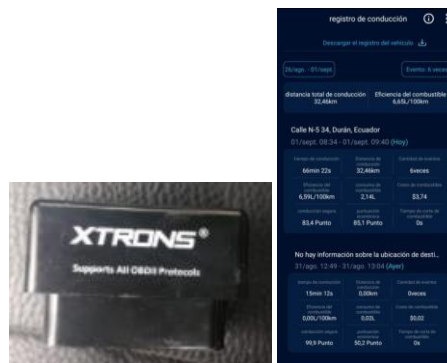 XTRONS®
Supports All OBDII Protocols
registro de conducción
Descargar el registro del vehículo
26/ago. - 01/sept.
Evento: 6 veces
distancia total de conducción
32,46km
Eficiencia del combustible
6,65L/100km
Calle N-5 34, Durán, Ecuador
01/sept. 08:34 - 01/sept. 09:40 (Hoy)
tiempo de conducción
66min 22s
Distancia de conducción
32,46km
Cantidad de eventos
6veces
Eficiencia del combustible
6,59L/100km
consumo de combustible
2,14L
Costo de combustible
$3,74
conducción segura
83,4 Punto
puntuación económica
85,1 Punto
Tiempo de corte de combustible
0s
No hay información sobre la ubicación de desti...
31/ago. 12:49 - 31/ago. 13:04 (Ayer)
tiempo de conducción
15min 12s
Distancia de conducción
0,00km
Cantidad de eventos
0veces
Eficiencia del combustible
0,00L/100km
consumo de combustible
0,02L
Costo de combustible
$0,02
conducción segura
99,9 Punto
puntuación económica
50,2 Punto
Tiempo de corte de combustible
0s